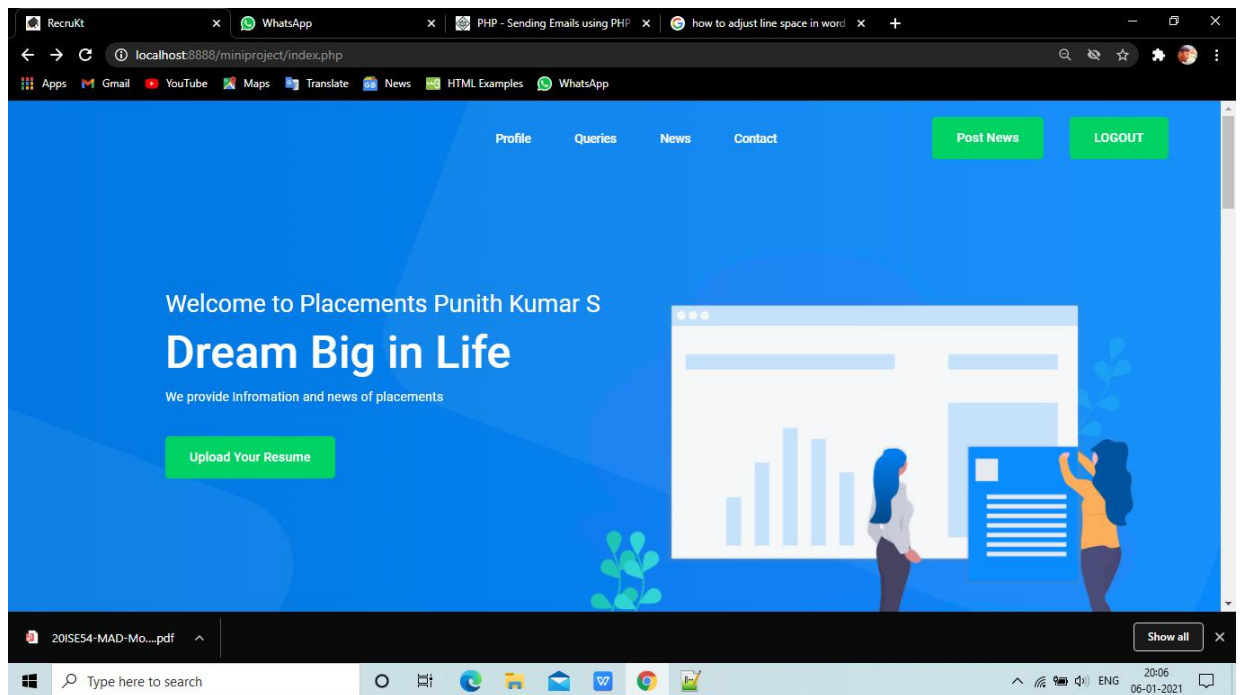 RecruKt WhatsApp PHP - Sending Emails using PHP how to adjust line space in word
localhost:8888/miniproject/index.php
Apps Gmail YouTube Maps Translate News HTML Examples WhatsApp
Profile Queries News Contact Post News LOGOUT
Welcome to Placements Punith Kumar S
Dream Big in Life
We provide Infromation and news of placements
Upload Your Resume
20ISE54-MAD-Mo....pdf Show all
Type here to search ENG 20:06
06-01-2021